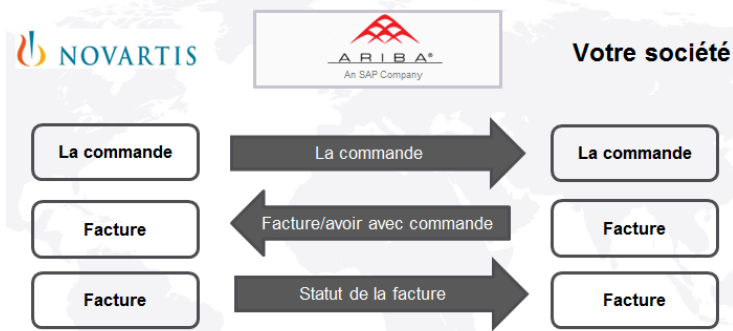 NOVARTIS
ARIBA®
An SAP Company
Votre société
La commande
La commande
La commande
Facture
Facture/avoir avec commande
Facture
Facture
Statut de la facture
Facture